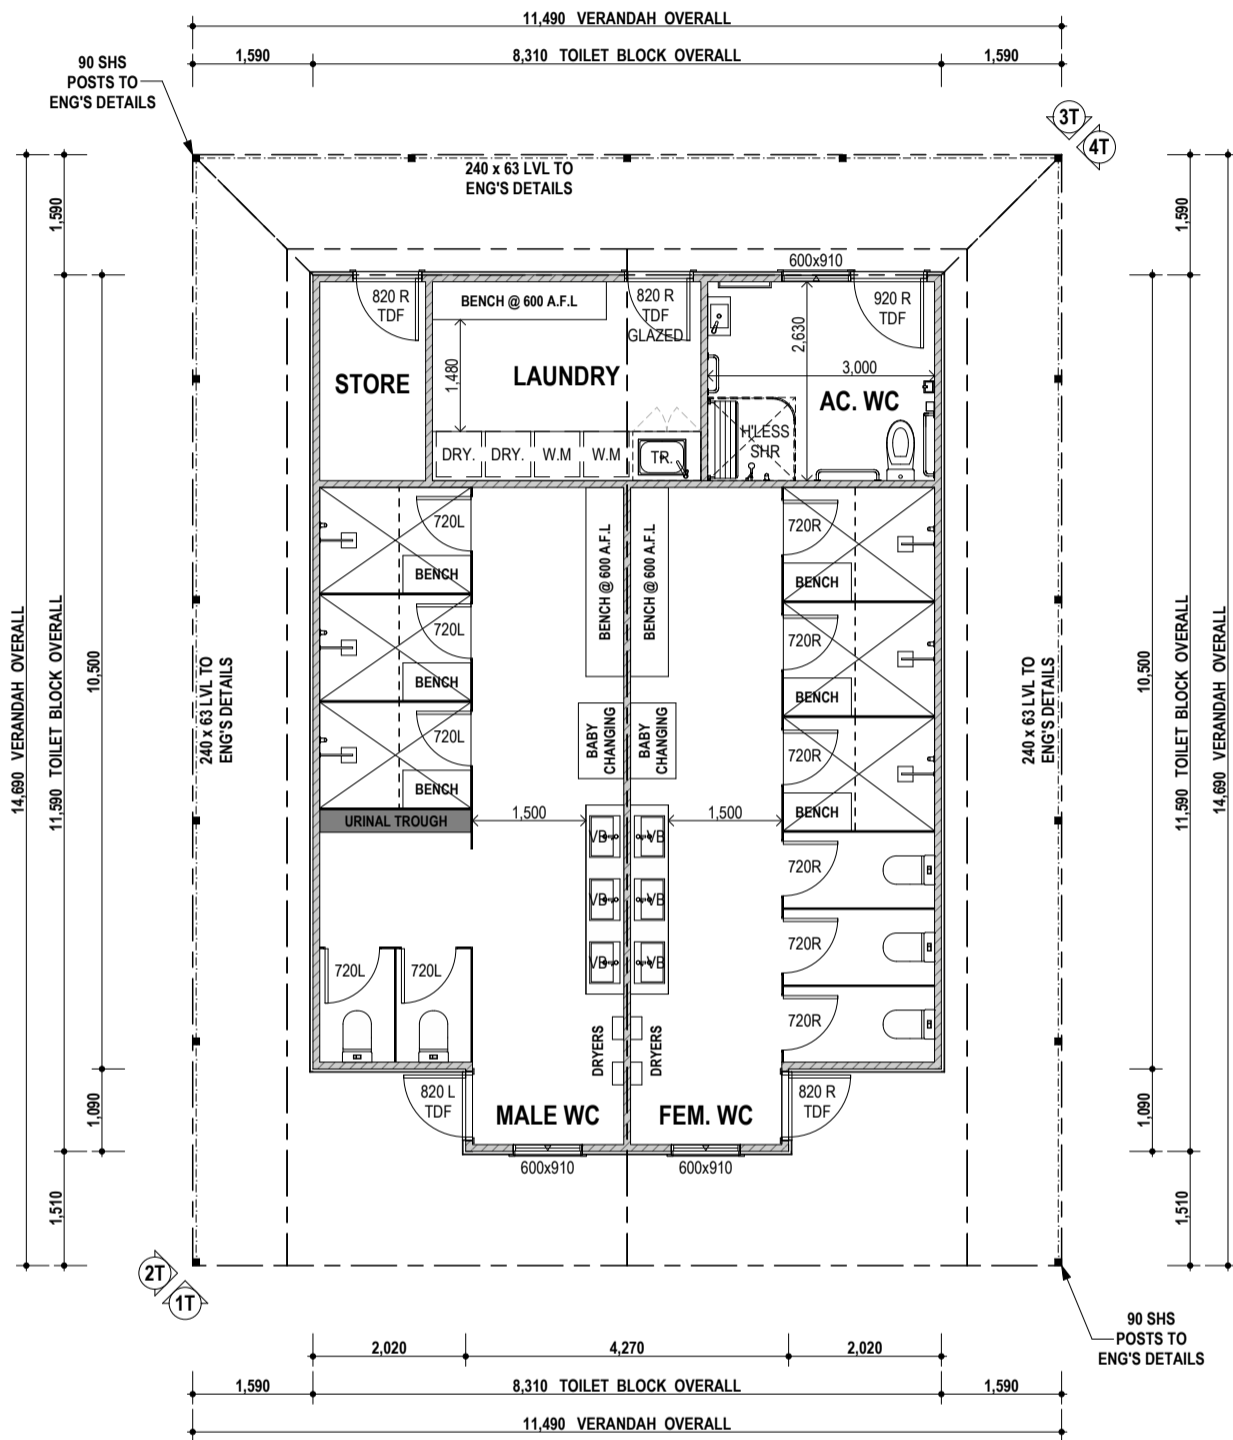 11,490 VERANDAH OVERALL
1,590
8,310 TOILET BLOCK OVERALL
1,590
90 SHS
POSTS TO
ENG'S DETAILS
3T
4T
240 x 63 LVL TO
ENG'S DETAILS
1,590
1,590
600x910
820 R
TDF
BENCH @ 600 A.F.L
820 R
TDF
GLAZED
920 R
TDF
2,630
1,480
STORE
LAUNDRY
3,000
AC. WC
DRY.
DRY.
W.M
W.M
TR.
H'LESS
SHR
720L
BENCH
720L
BENCH
720L
BENCH
BENCH @ 600 A.F.L
BENCH @ 600 A.F.L
720R
BENCH
720R
BENCH
720R
BENCH
14,690 VERANDAH OVERALL
11,590 TOILET BLOCK OVERALL
10,500
240 x 63 LVL TO
ENG'S DETAILS
240 x 63 LVL TO
ENG'S DETAILS
10,500
11,590 TOILET BLOCK OVERALL
14,690 VERANDAH OVERALL
BABY
CHANGING
BABY
CHANGING
URINAL TROUGH
1,500
1,500
VB
VB
VB
VB
VB
VB
720R
720R
720R
720L
720L
DRYERS
DRYERS
820 L
TDF
MALE WC
FEM. WC
820 R
TDF
1,090
1,090
600x910
600x910
1,510
1,510
2T
1T
90 SHS
POSTS TO
ENG'S DETAILS
2,020
4,270
2,020
1,590
8,310 TOILET BLOCK OVERALL
1,590
11,490 VERANDAH OVERALL